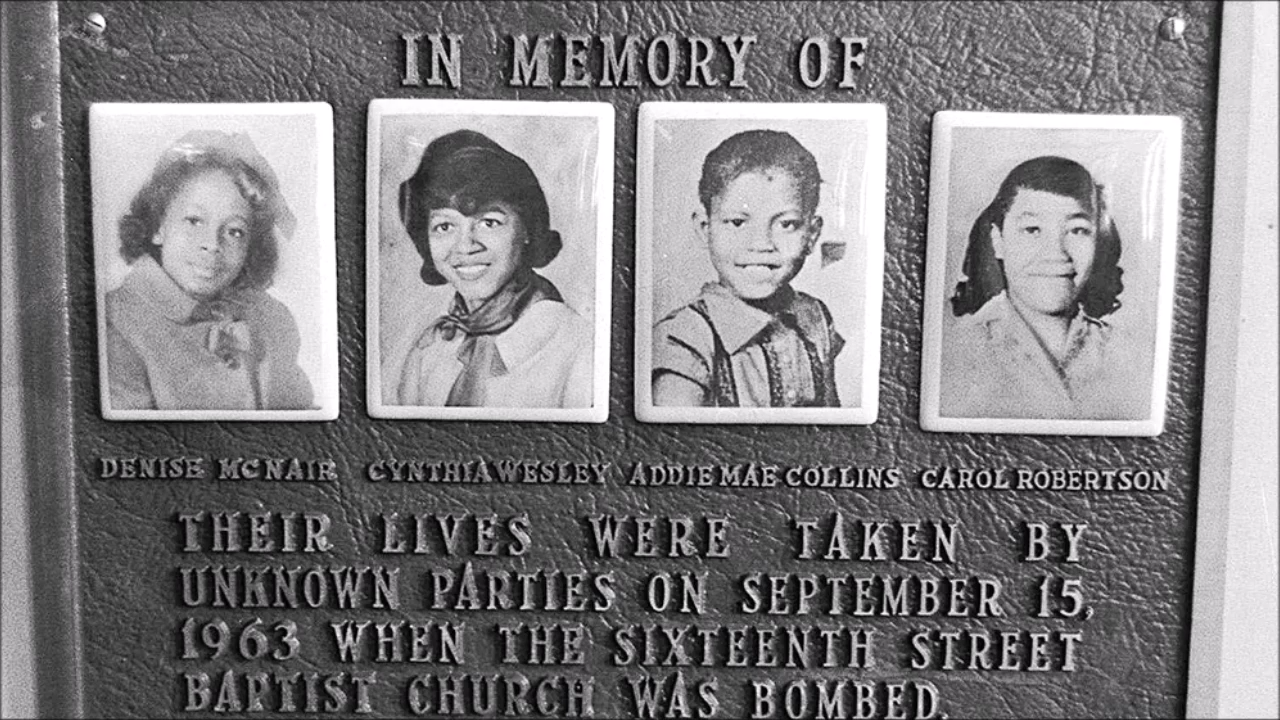 IN MEMORY OF
DENISE MCNAIR CYNTHIA WESLEY ADDIE MAE COLLINS CAROL ROBERTSON
THEIR LIVES WERE TAKEN BY
UNKNOWN PARTIES ON SEPTEMBER 15,
1963 WHEN THE SIXTEENTH STREET
BAPTIST CHURCH WAS BOMBED.